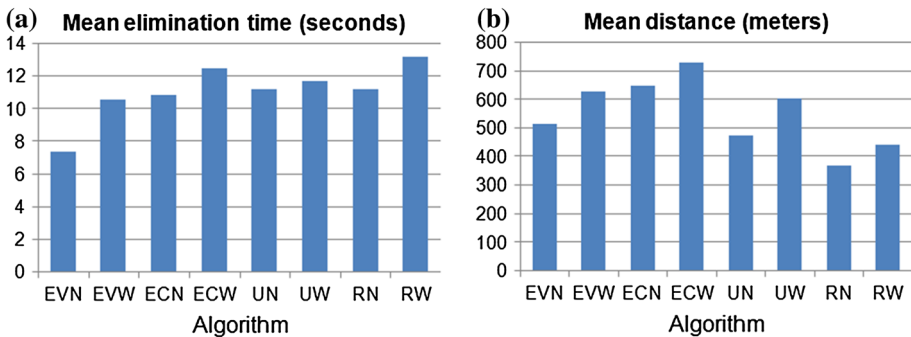 (a) Mean elimination time (seconds)
14
12
10
8
6
4
2
0
EVN EVW ECN ECW UN UW RN RW
Algorithm
(b) Mean distance (meters)
800
700
600
500
400
300
200
100
0
EVN EVW ECN ECW UN UW RN RW
Algorithm